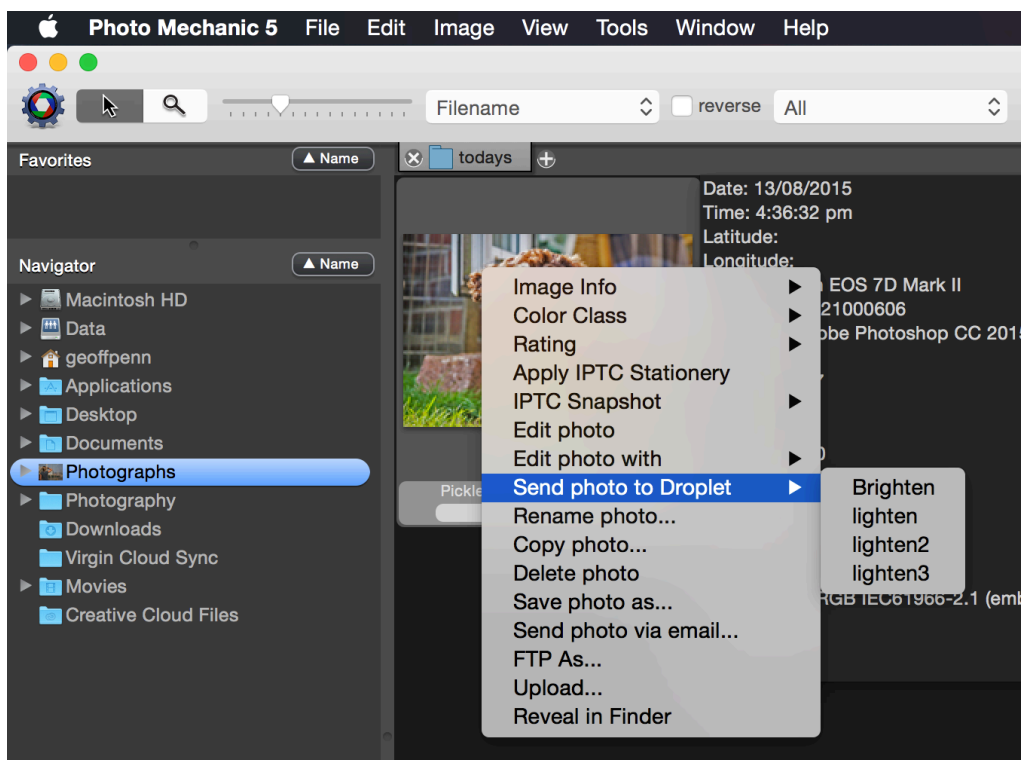 Photo Mechanic 5 File Edit Image View Tools Window Help
Filename reverse All
Favorites Name
todays
Navigator Name
Macintosh HD
Data
geoffpenn
Applications
Desktop
Documents
Photographs
Photography
Downloads
Virgin Cloud Sync
Movies
Creative Cloud Files
Date: 13/08/2015
Time: 4:36:32 pm
Latitude:
Longitude:
EOS 7D Mark II
21000606
Photoshop CC 2015
RGB IEC61966-2.1 (emb
Pickle
Image Info
Color Class
Rating
Apply IPTC Stationery
IPTC Snapshot
Edit photo
Edit photo with
Send photo to Droplet
Rename photo...
Copy photo...
Delete photo
Save photo as...
Send photo via email...
FTP As...
Upload...
Reveal in Finder
Brighten
lighten
lighten2
lighten3